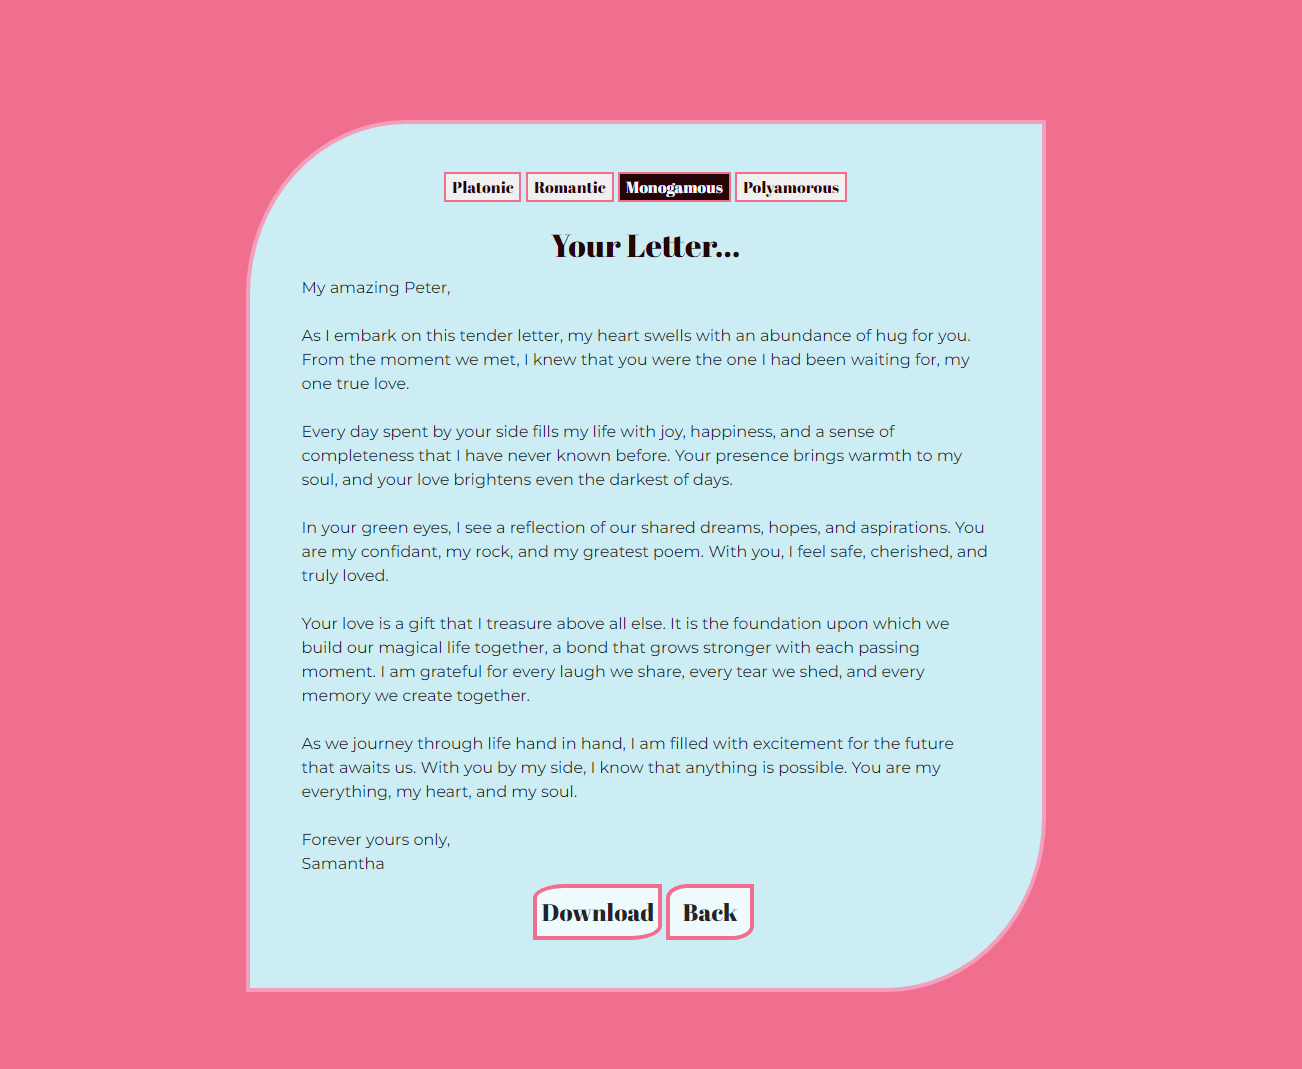 Platonic Romantic Monogamous Polyamorous
Your Letter...
My amazing Peter,
As I embark on this tender letter, my heart swells with an abundance of hug for you.
From the moment we met, I knew that you were the one I had been waiting for, my
one true love.
Every day spent by your side fills my life with joy, happiness, and a sense of
completeness that I have never known before. Your presence brings warmth to my
soul, and your love brightens even the darkest of days.
In your green eyes, I see a reflection of our shared dreams, hopes, and aspirations. You
are my confidant, my rock, and my greatest poem. With you, I feel safe, cherished, and
truly loved.
Your love is a gift that I treasure above all else. It is the foundation upon which we
build our magical life together, a bond that grows stronger with each passing
moment. I am grateful for every laugh we share, every tear we shed, and every
memory we create together.
As we journey through life hand in hand, I am filled with excitement for the future
that awaits us. With you by my side, I know that anything is possible. You are my
everything, my heart, and my soul.
Forever yours only,
Samantha
Download Back